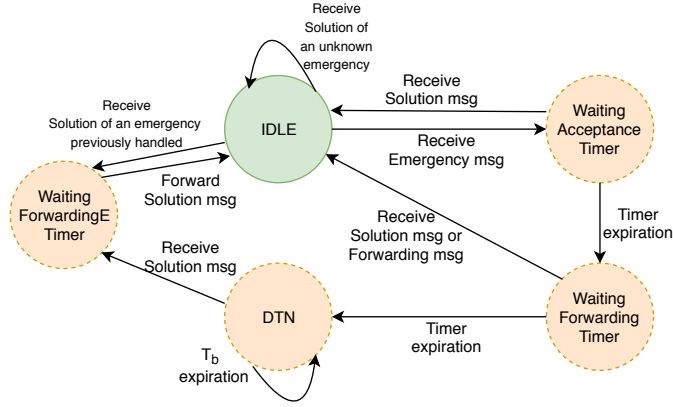 Receive
Solution of
an unknown
emergency
Receive
Solution msg
Waiting
Acceptance
Timer
IDLE
Receive
Emergency msg
Receive
Solution of an emergency
previously handled
Forward
Solution msg
Waiting
ForwardingE
Timer
Receive
Solution msg or
Forwarding msg
Timer
expiration
Receive
Solution msg
DTN
Timer
expiration
Waiting
Forwarding
Timer
Tb
expiration